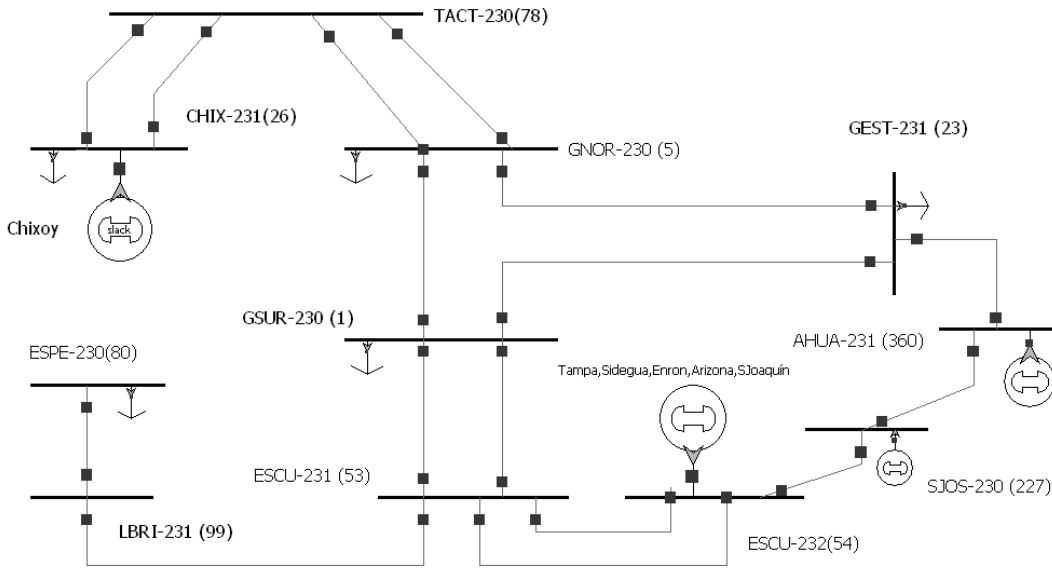 TACT-230(78)
CHIX-231(26)
GNOR-230 (5)
GEST-231 (23)
Chixoy
slack
GSUR-230 (1)
ESPE-230(80)
AHUA-231 (360)
Tampa,Sidegua,Enron,Arizona,SJoaquín
ESCU-231 (53)
SJOS-230 (227)
LBRI-231 (99)
ESCU-232(54)